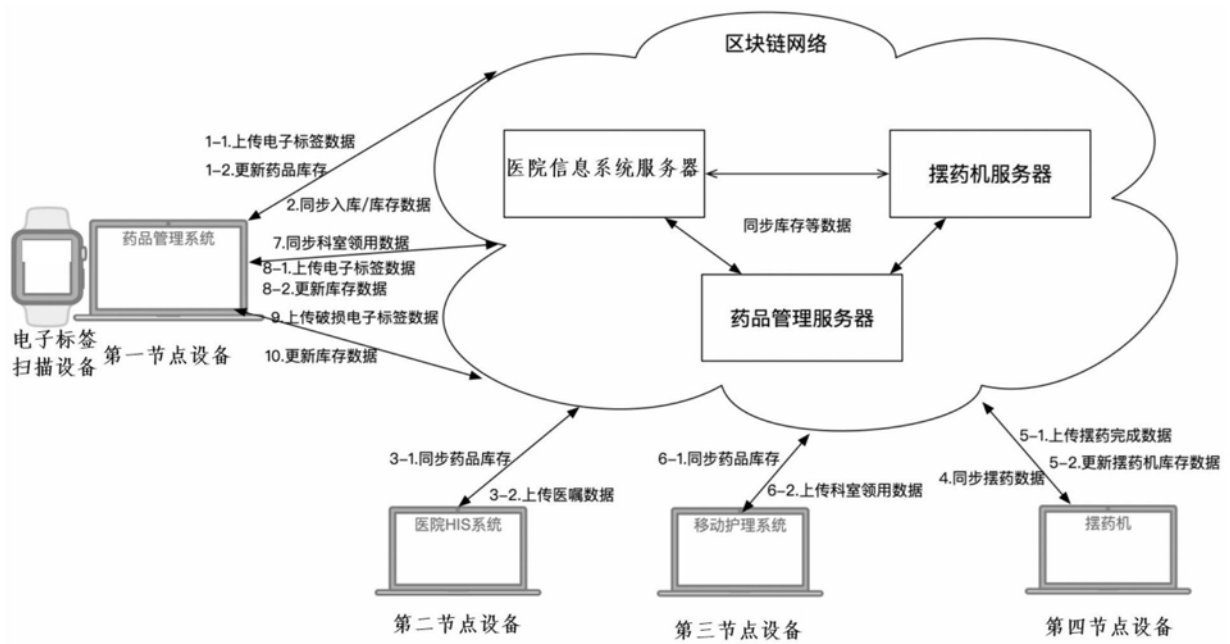 区块链网络
1-1.上传电子标签数据
1-2.更新药品库存
医院信息系统服务器
摆药机服务器
2.同步入库/库存数据
同步库存等数据
药品管理系统
7.同步科室领用数据
8-1.上传电子标签数据
8-2.更新库存数据
药品管理服务器
9.上传破损电子标签数据
电子标签
扫描设备
第一节点设备
10.更新库存数据
3-1.同步药品库存
3-2.上传医嘱数据
6-1.同步药品库存
6-2.上传科室领用数据
5-1.上传摆药完成数据
5-2.更新摆药机库存数据
4.同步摆药数据
医院HIS系统
移动护理系统
摆药机
第二节点设备
第三节点设备
第四节点设备